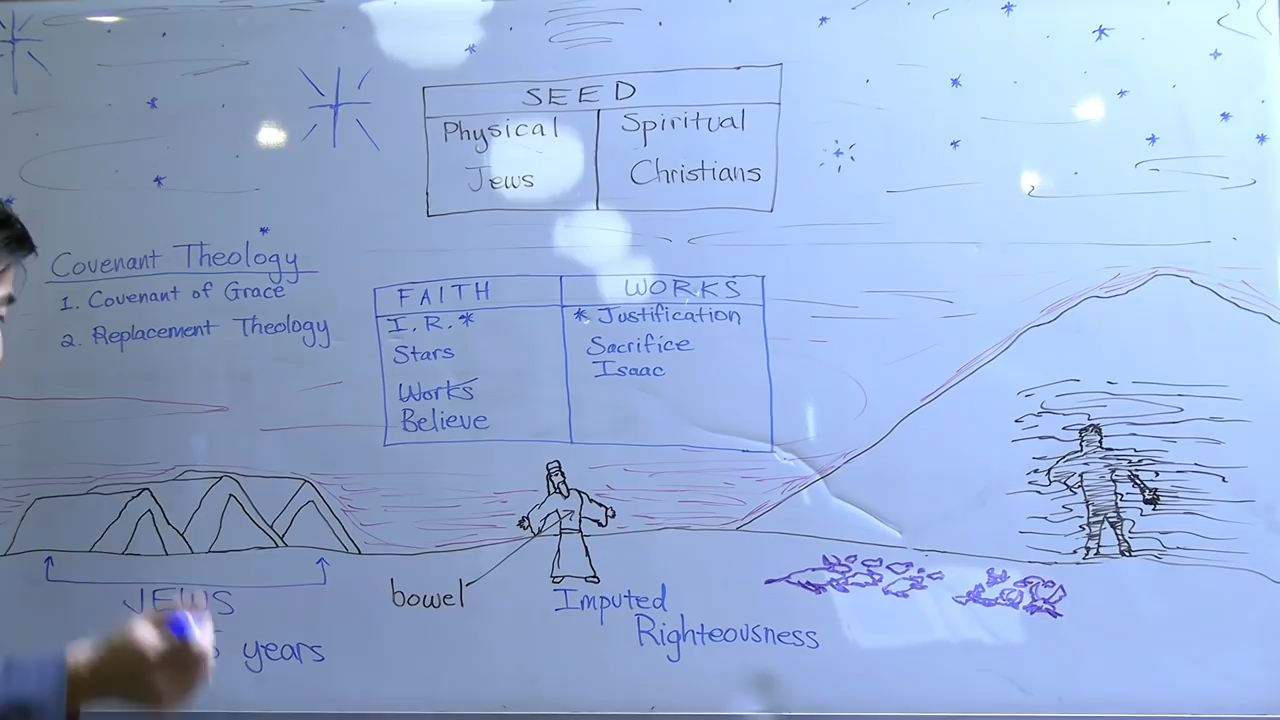 SEED
Physical Spiritual
Jews Christians
Covenant Theology
1. Covenant of Grace
2. Replacement Theology
FAITH WORKS
I.R.* * Justification
Stars Sacrifice
Isaac
Works
Believe
bowel
Imputed
Righteousness
JEWS
years